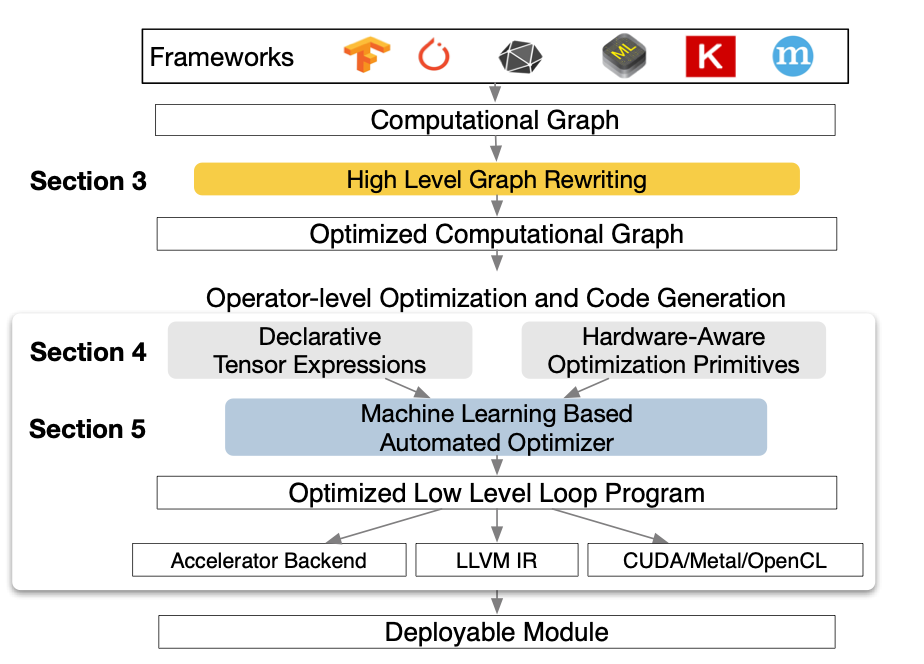 Frameworks
ML
K
m
Computational Graph
Section 3
High Level Graph Rewriting
Optimized Computational Graph
Operator-level Optimization and Code Generation
Section 4
Declarative
Tensor Expressions
Hardware-Aware
Optimization Primitives
Section 5
Machine Learning Based
Automated Optimizer
Optimized Low Level Loop Program
Accelerator Backend
LLVM IR
CUDA/Metal/OpenCL
Deployable Module